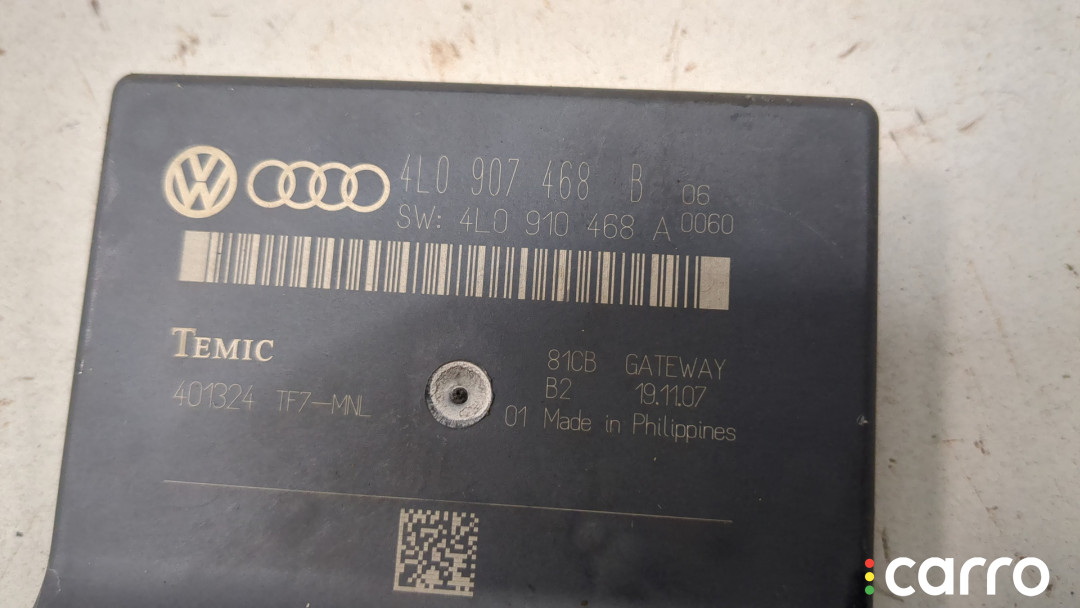 4L0 907 468 B 06
SW: 4L0 910 468 A 0060
TEMIC
81CB GATEWAY
B2 19.11.07
401324 TF7-MNL
01 Made in Philippines
carro